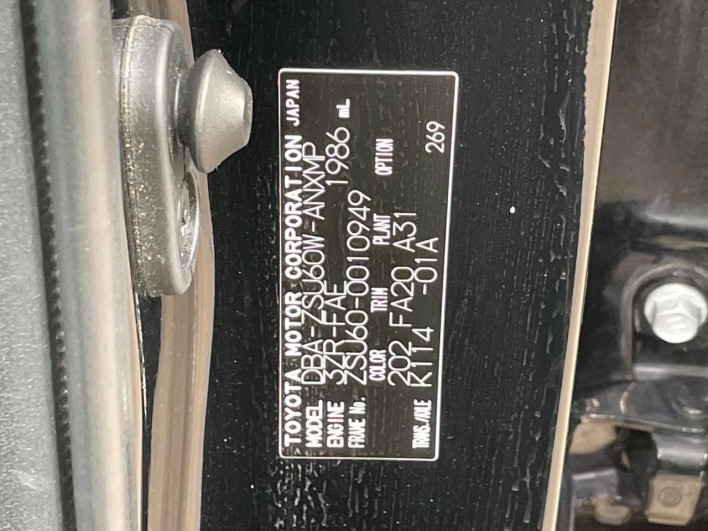 TOYOTA MOTOR CORPORATION JAPAN
MODEL DBA-ZSU60W-ANXMP
ENGINE 3ZR-FAE 1986 mL
FRAME No. ZSU60-0010949
COLOR TRIM PLANT OPTION
202 FA20 A31
TRANS./AXLE K114 -01A 269